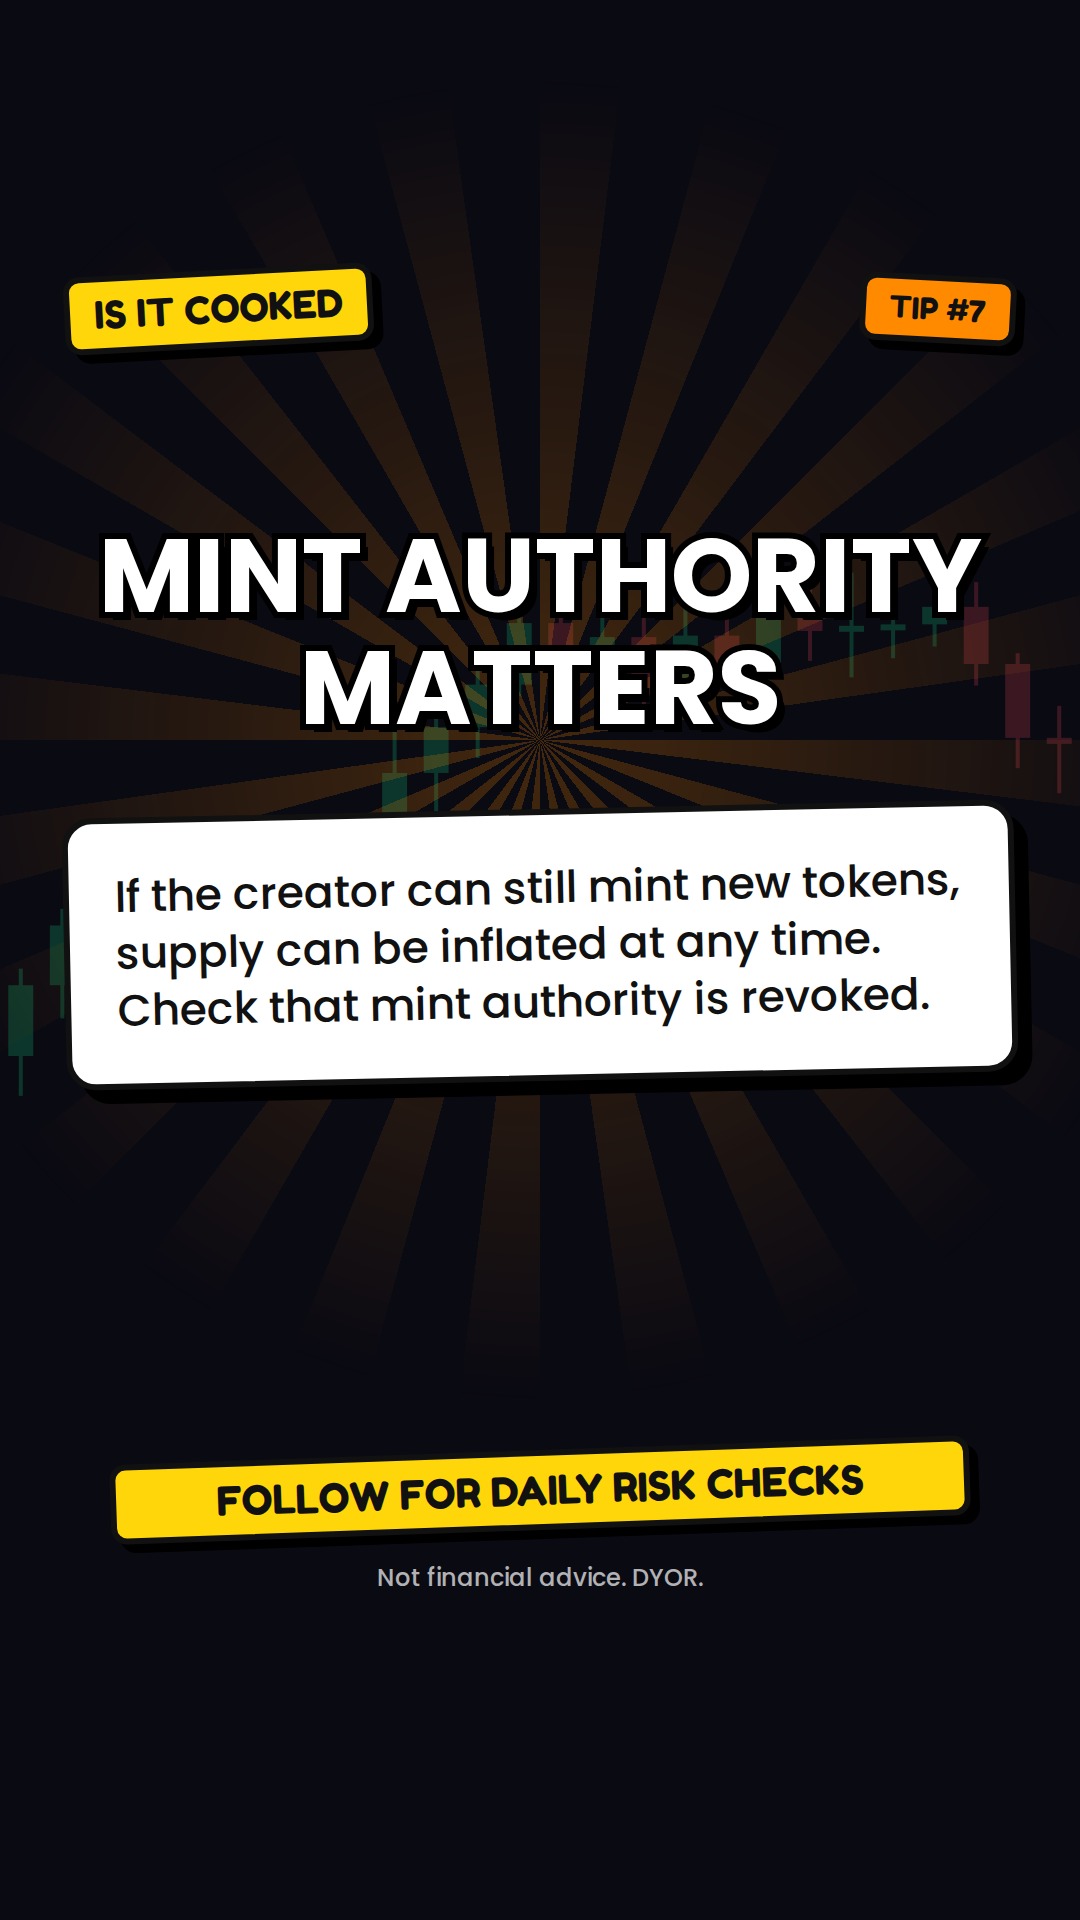 IS IT COOKED
TIP #7
MINT AUTHORITY
MATTERS
If the creator can still mint new tokens,
supply can be inflated at any time.
Check that mint authority is revoked.
FOLLOW FOR DAILY RISK CHECKS
Not financial advice. DYOR.